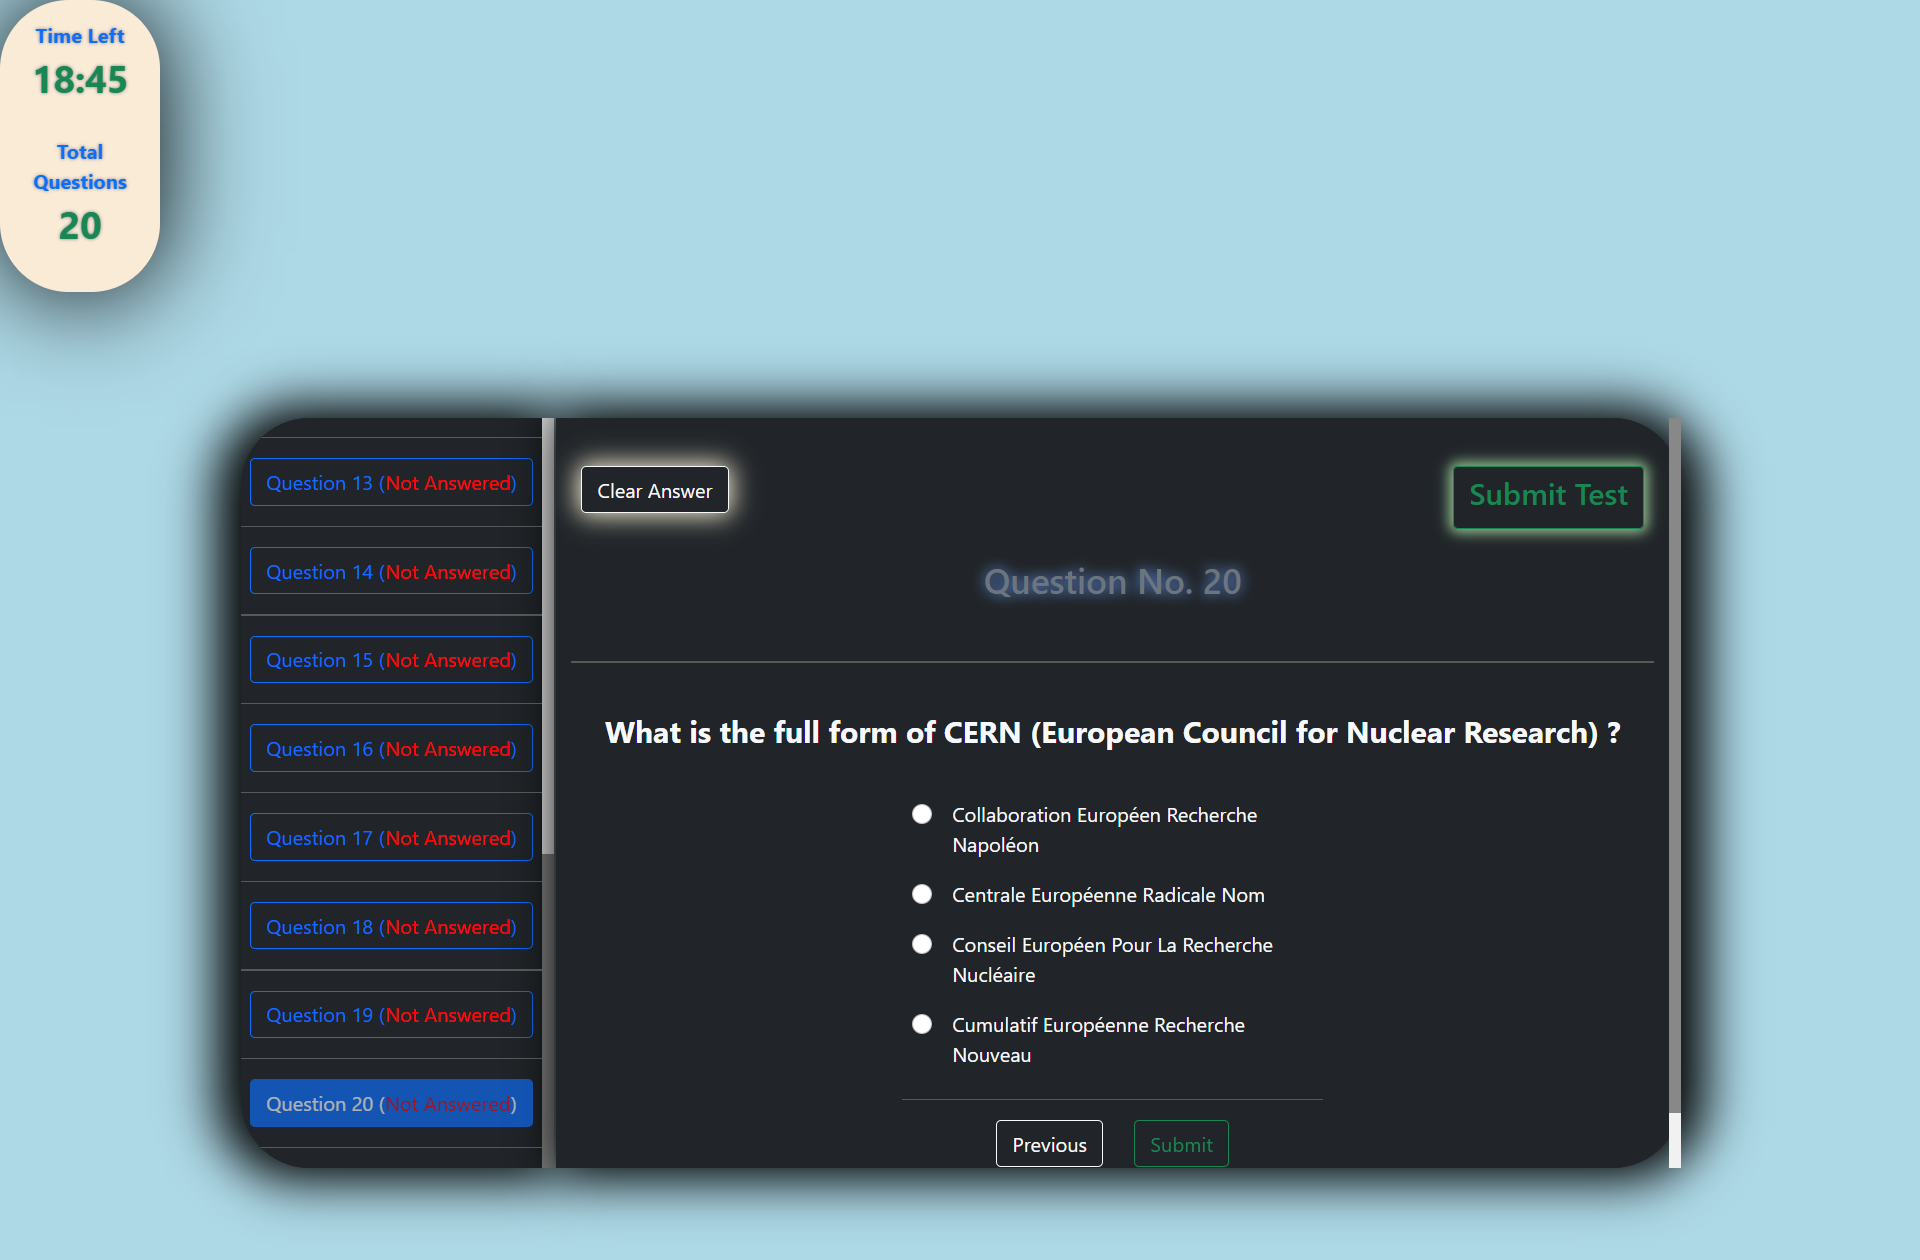 Time Left
18:45
Total
Questions
20
Question 13 (Not Answered)
Question 14 (Not Answered)
Question 15 (Not Answered)
Question 16 (Not Answered)
Question 17 (Not Answered)
Question 18 (Not Answered)
Question 19 (Not Answered)
Question 20 (Not Answered)
Clear Answer
Submit Test
Question No. 20
What is the full form of CERN (European Council for Nuclear Research) ?
Collaboration Européen Recherche
Napoléon
Centrale Européenne Radicale Nom
Conseil Européen Pour La Recherche
Nucléaire
Cumulatif Européenne Recherche
Nouveau
Previous
Submit